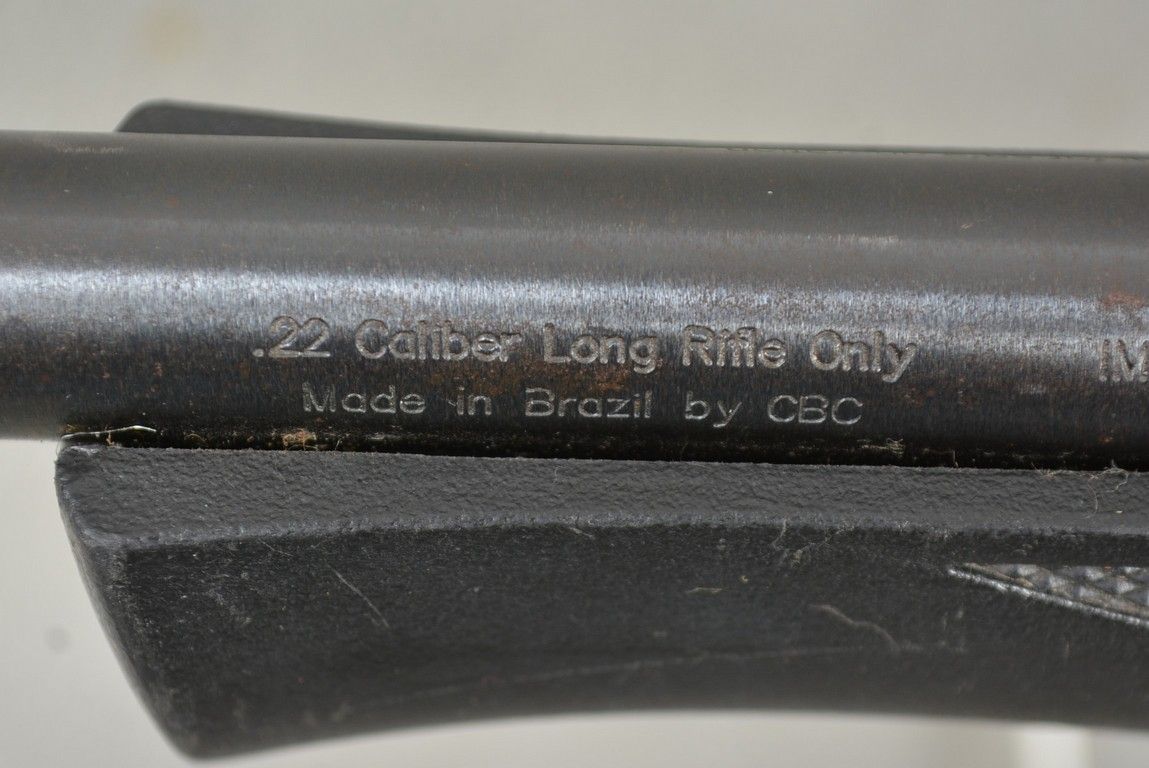 .22 Caliber Long Rifle Only
Made in Brazil by CBC